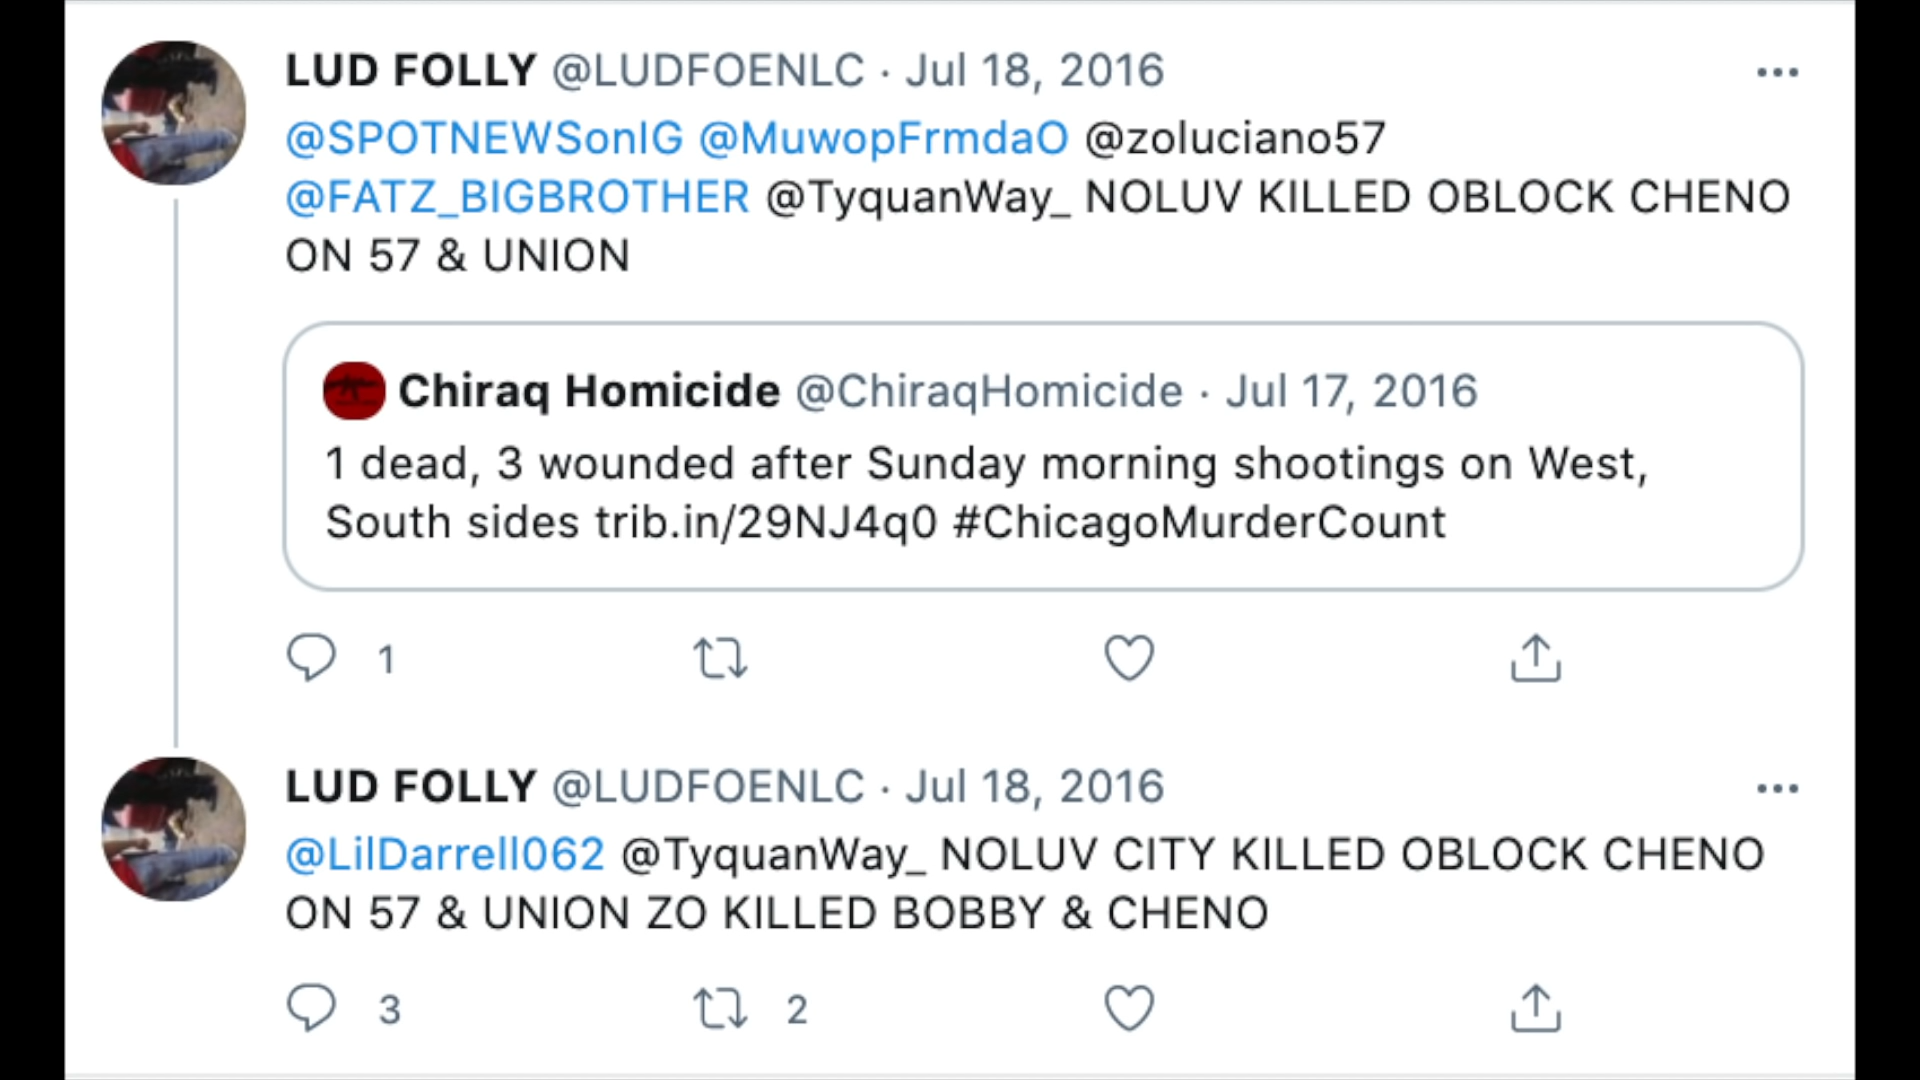 LUD FOLLY @LUDFOENLC · Jul 18, 2016
@SPOTNEWSonIG @MuwopFrmdaO @zoluciano57
@FATZ_BIGBROTHER @TyquanWay_ NOLUV KILLED OBLOCK CHENO
ON 57 & UNION
Chiraq Homicide @ChiraqHomicide · Jul 17, 2016
1 dead, 3 wounded after Sunday morning shootings on West,
South sides trib.in/29NJ4q0 #ChicagoMurderCount
1
LUD FOLLY @LUDFOENLC · Jul 18, 2016
@LilDarrell062 @TyquanWay_ NOLUV CITY KILLED OBLOCK CHENO
ON 57 & UNION ZO KILLED BOBBY & CHENO
3 2